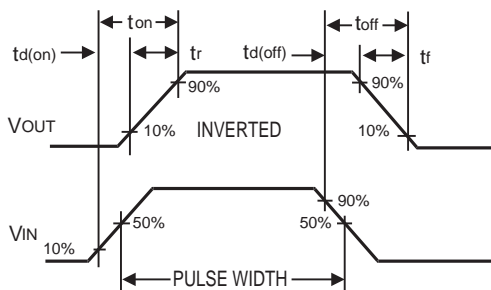 ton toff
td(on) tr td(off) tf
90% 90%
VOUT
10% INVERTED 10%
90%
VIN 50% 50%
10%
PULSE WIDTH